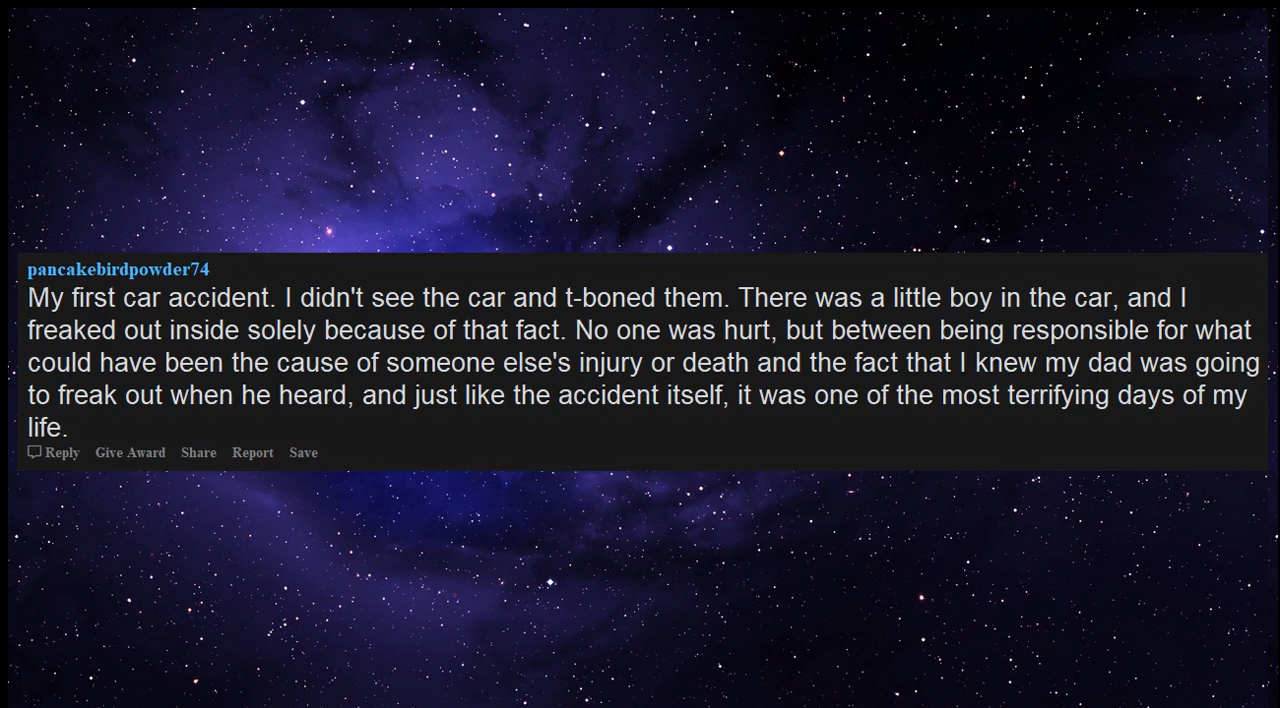 pancakebirdpowder74
My first car accident. I didn't see the car and t-boned them. There was a little boy in the car, and I
freaked out inside solely because of that fact. No one was hurt, but between being responsible for what
could have been the cause of someone else's injury or death and the fact that I knew my dad was going
to freak out when he heard, and just like the accident itself, it was one of the most terrifying days of my
life.
Reply Give Award Share Report Save